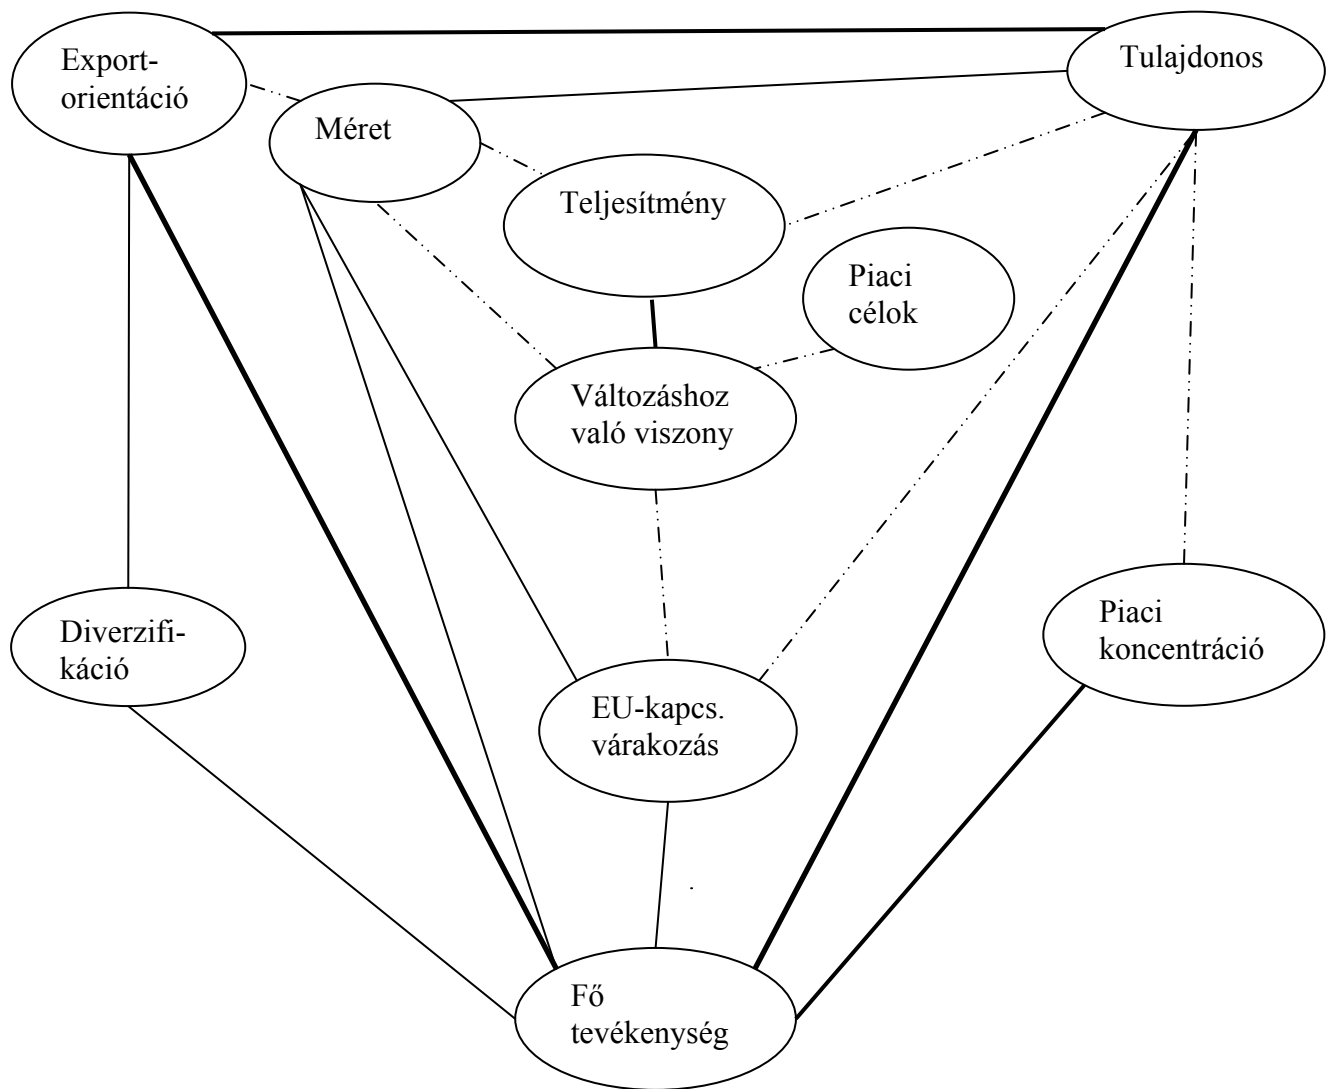 Export-
orientáció
Tulajdonos
Méret
Teljesítmény
Piaci
célok
Változáshoz
való viszony
Diverzifi-
káció
Piaci
koncentráció
EU-kapcs.
várakozás
Fő
tevékenység